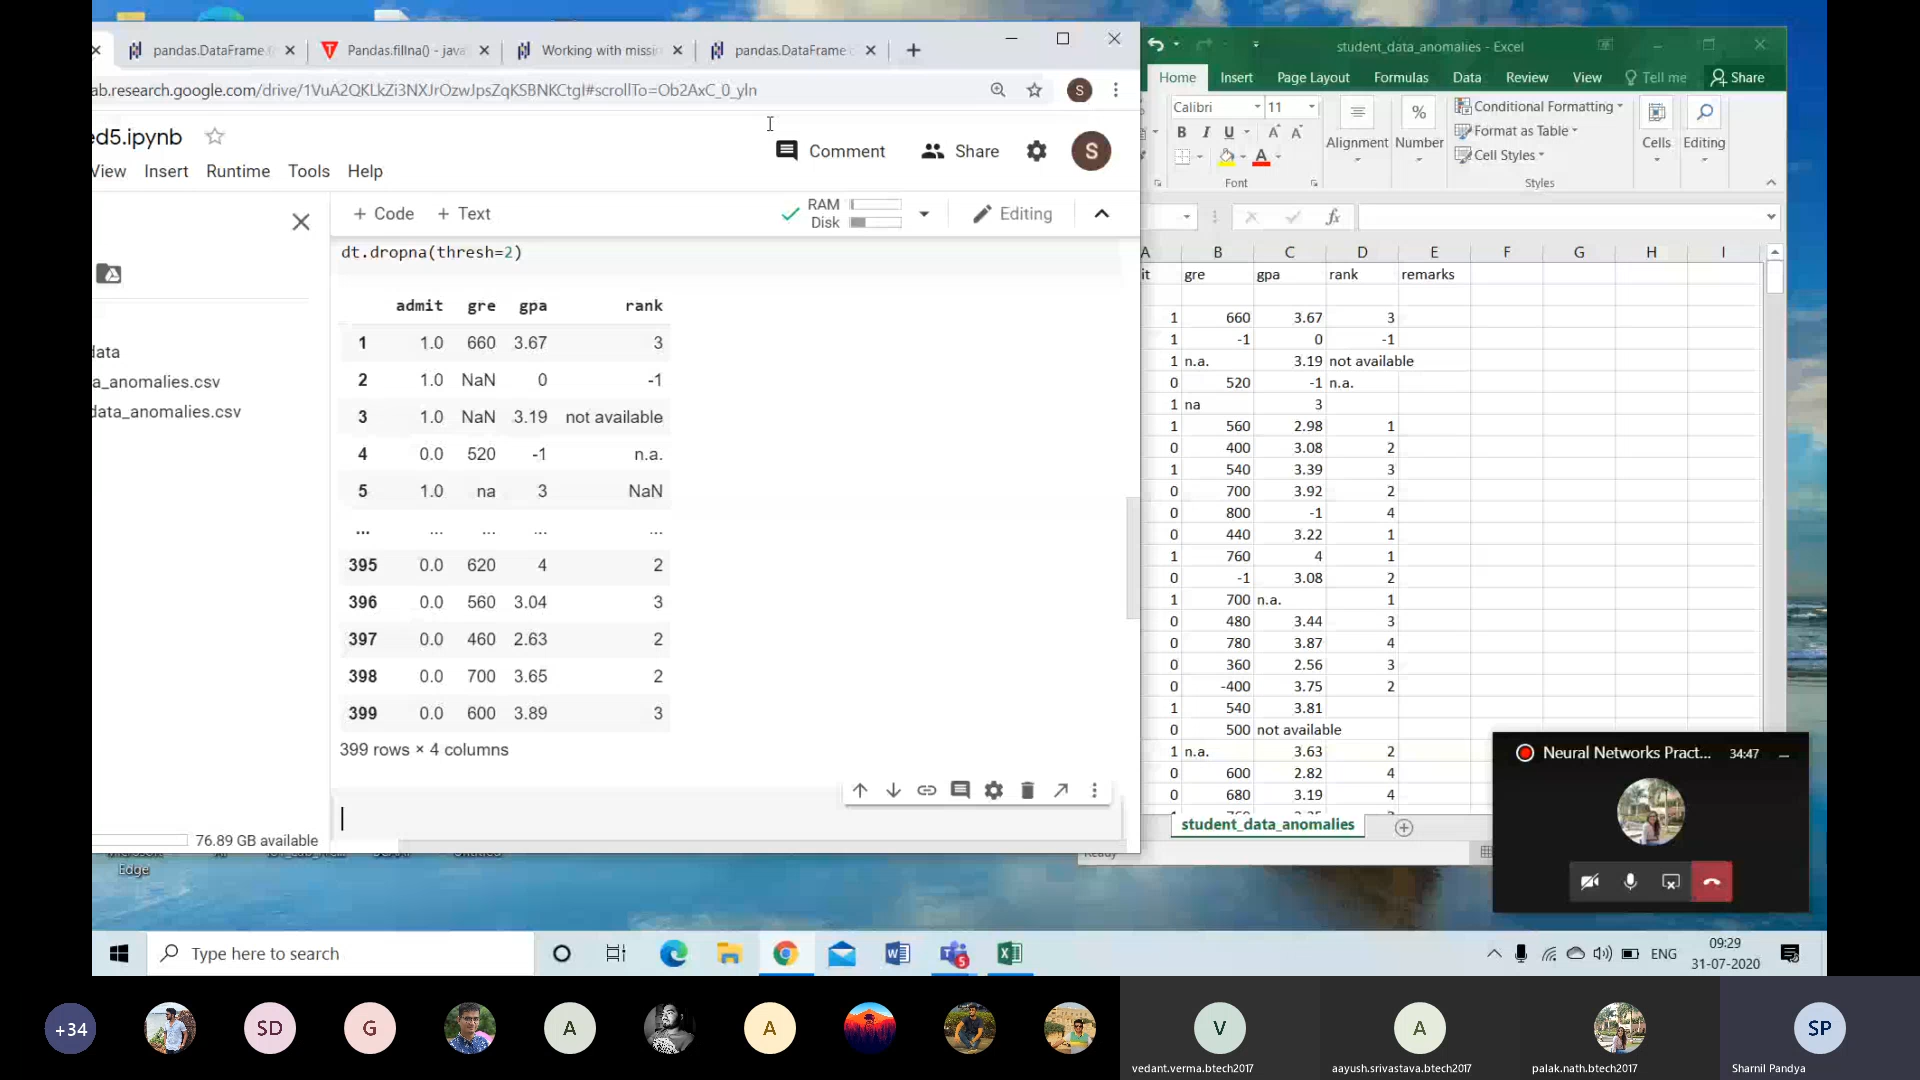 pandas.DataFrame.
Pandas.fillna() - java
Working with missi
pandas.DataFrame
ab.research.google.com/drive/1VuA2QKLkZi3NXJrOzwJpsZqKSBNKCtgl#scrollTo=Ob2AxC_0_yln
ed5.ipynb
Comment
Share
S
View Insert Runtime Tools Help
+ Code + Text
RAM
Disk
Editing
dt.dropna(thresh=2)
admit gre gpa rank
1 1.0 660 3.67 3
2 1.0 NaN 0 -1
3 1.0 NaN 3.19 not available
4 0.0 520 -1 n.a.
5 1.0 na 3 NaN
... ... ... ... ...
395 0.0 620 4 2
396 0.0 560 3.04 3
397 0.0 460 2.63 2
398 0.0 700 3.65 2
399 0.0 600 3.89 3
399 rows × 4 columns
data
a_anomalies.csv
data_anomalies.csv
76.89 GB available
Edge
student_data_anomalies - Excel
Home Insert Page Layout Formulas Data Review View Tell me Share
Calibri 11
B I U A A
Font
Alignment
% Number
Conditional Formatting
Format as Table
Cell Styles
Styles
Cells
Editing
fx
A B C D E F G H I
it gre gpa rank remarks
1 660 3.67 3
1 -1 0 -1
1 n.a. 3.19 not available
0 520 -1 n.a.
1 na 3
1 560 2.98 1
0 400 3.08 2
1 540 3.39 3
0 700 3.92 2
0 800 -1 4
0 440 3.22 1
1 760 4 1
0 -1 3.08 2
1 700 n.a. 1
0 480 3.44 3
0 780 3.87 4
0 360 2.56 3
0 -400 3.75 2
1 540 3.81
0 500 not available
1 n.a. 3.63 2
0 600 2.82 4
0 680 3.19 4
student_data_anomalies
Ready
Neural Networks Pract... 34:47
Type here to search
ENG
09:29
31-07-2020
+34
SD
G
A
A
V
vedant.verma.btech2017
A
aayush.srivastava.btech2017
palak.nath.btech2017
SP
Sharnil Pandya